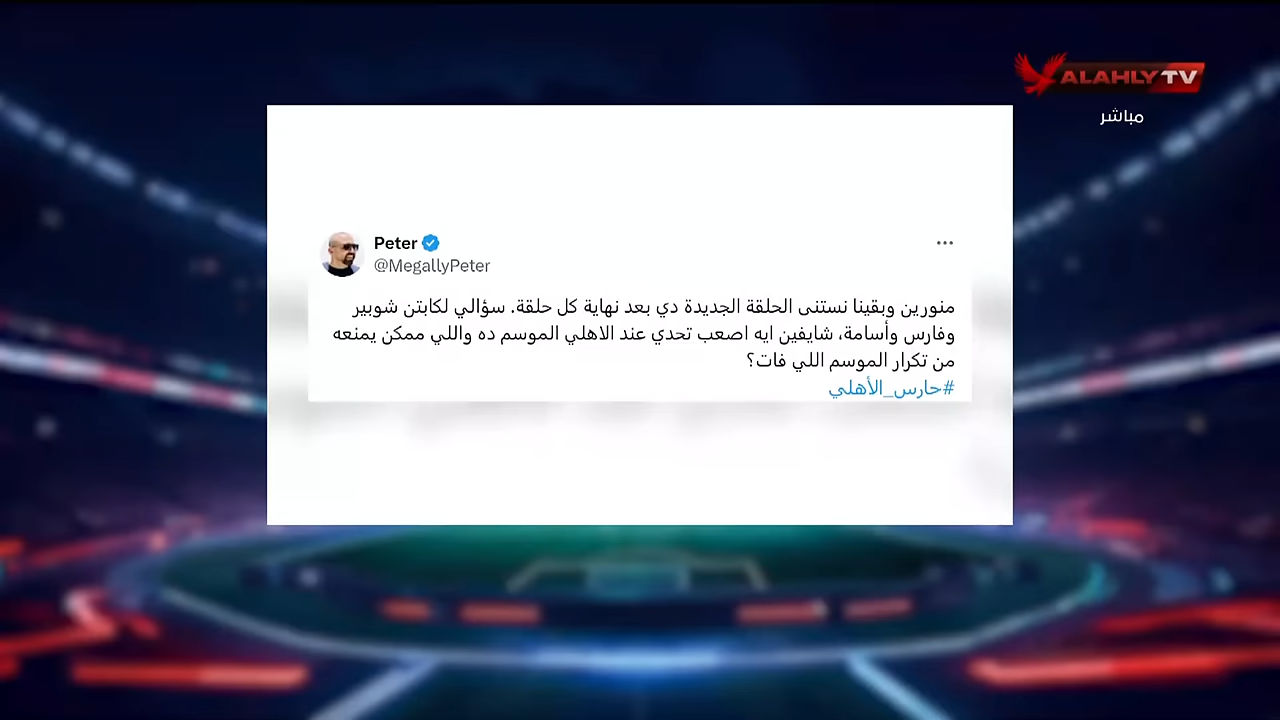 ALAHLY TV
مباشر
Peter
@MegallyPeter
منورين وبقينا نستنى الحلقة الجديدة دي بعد نهاية كل حلقة. سؤالي لكابتن شوبير
وفارس وأسامة، شايفين ايه اصعب تحدي عند الاهلي الموسم ده واللي ممكن يمنعه
من تكرار الموسم اللي فات؟
#حارس_الأهلي